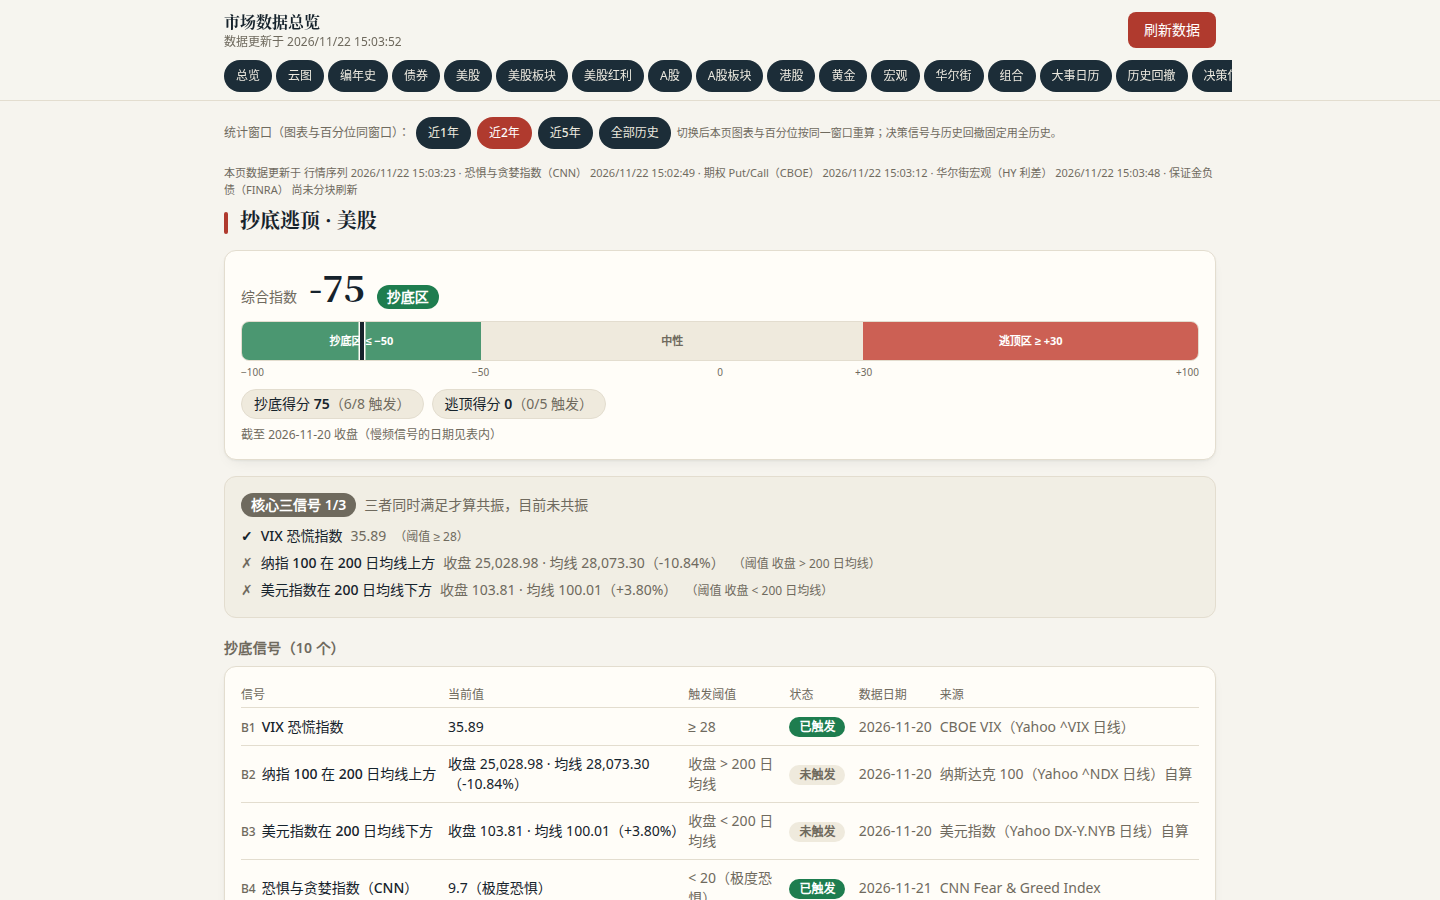 市场数据总览
数据更新于 2026/11/22 15:03:52
刷新数据
总览 云图 编年史 债券 美股 美股板块 美股红利 A股 A股板块 港股 黄金 宏观 华尔街 组合 大事日历 历史回撤 决策
统计窗口（图表与百分位同窗口）： 近1年 近2年 近5年 全部历史 切换后本页图表与百分位按同一窗口重算；决策信号与历史回撤固定用全历史。
本页数据更新于 行情序列 2026/11/22 15:03:23 · 恐惧与贪婪指数（CNN） 2026/11/22 15:02:49 · 期权 Put/Call（CBOE） 2026/11/22 15:03:12 · 华尔街宏观（HY 利差） 2026/11/22 15:03:48 · 保证金负
债（FINRA） 尚未分块刷新
抄底逃顶 · 美股
综合指数 -75 抄底区
抄底区 ≤ −50 中性 逃顶区 ≥ +30
−100 −50 0 +30 +100
抄底得分 75（6/8 触发） 逃顶得分 0（0/5 触发）
截至 2026-11-20 收盘（慢频信号的日期见表内）
核心三信号 1/3 三者同时满足才算共振，目前未共振
✓ VIX 恐慌指数 35.89 （阈值 ≥ 28）
✗ 纳指 100 在 200 日均线上方 收盘 25,028.98 · 均线 28,073.30（-10.84%） （阈值 收盘 > 200 日均线）
✗ 美元指数在 200 日均线下方 收盘 103.81 · 均线 100.01（+3.80%） （阈值 收盘 < 200 日均线）
抄底信号（10 个）
信号 当前值 触发阈值 状态 数据日期 来源
B1 VIX 恐慌指数 35.89 ≥ 28 已触发 2026-11-20 CBOE VIX（Yahoo ^VIX 日线）
B2 纳指 100 在 200 日均线上方 收盘 25,028.98 · 均线 28,073.30
（-10.84%） 收盘 > 200 日
均线 未触发 2026-11-20 纳斯达克 100（Yahoo ^NDX 日线）自算
B3 美元指数在 200 日均线下方 收盘 103.81 · 均线 100.01（+3.80%） 收盘 < 200 日
均线 未触发 2026-11-20 美元指数（Yahoo DX-Y.NYB 日线）自算
B4 恐惧与贪婪指数（CNN） 9.7（极度恐惧） < 20（极度恐
惧） 已触发 2026-11-21 CNN Fear & Greed Index